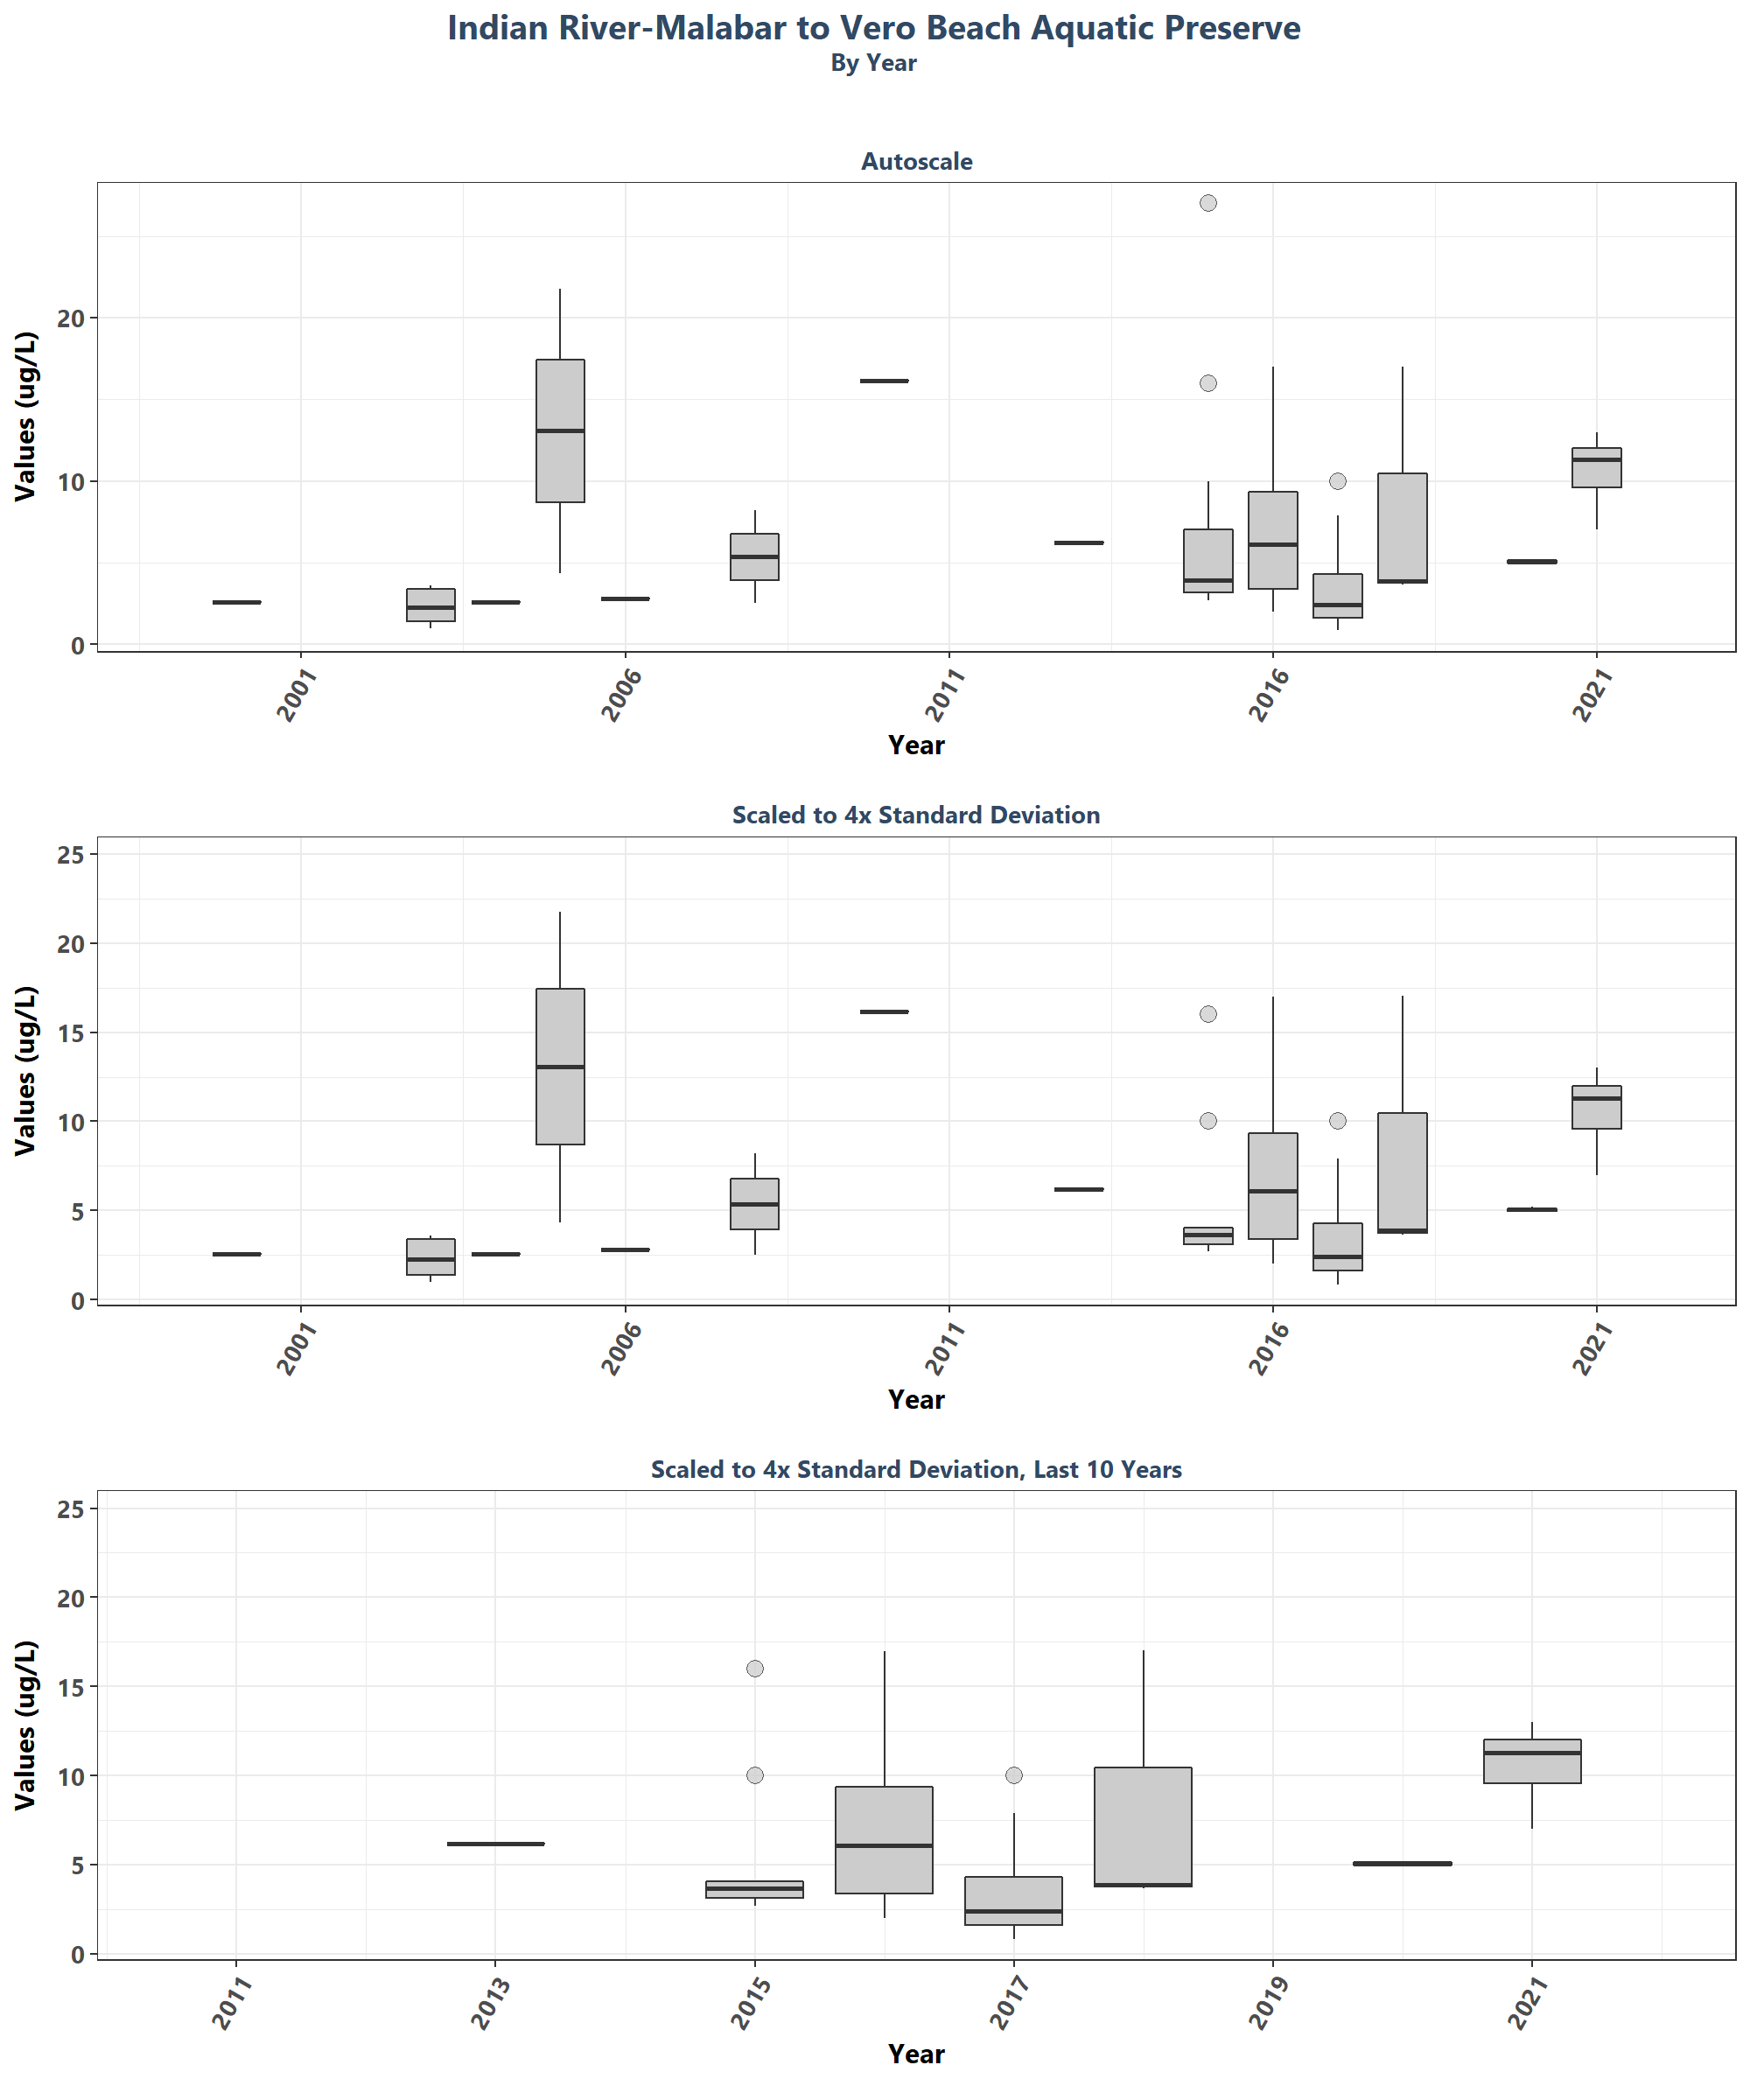 Indian River-Malabar to Vero Beach Aquatic Preserve
By Year
Autoscale
Values (ug/L)
20
10
0
2001
2006
2011
2016
2021
Year
Scaled to 4x Standard Deviation
Values (ug/L)
25
20
15
10
5
0
2001
2006
2011
2016
2021
Year
Scaled to 4x Standard Deviation, Last 10 Years
Values (ug/L)
25
20
15
10
5
0
2011
2013
2015
2017
2019
2021
Year